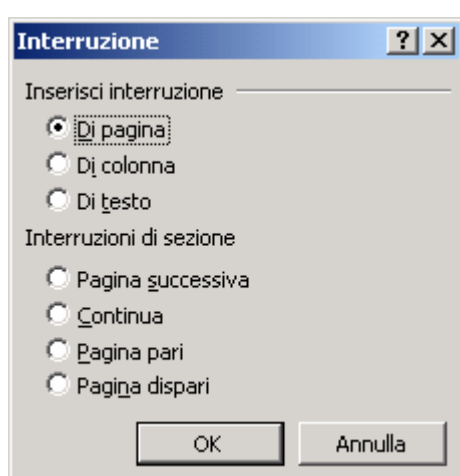 Interruzione
Inserisci interruzione
Di pagina
Di colonna
Di testo
Interruzioni di sezione
Pagina successiva
Continua
Pagina pari
Pagina dispari
OK Annulla